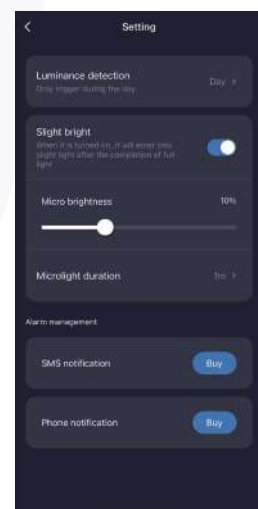 Setting
Luminance detection
Day
Only trigger during the day
Slight bright
When it is turned on, it will enter into
slight light after the completion of full
light
Micro brightness
10%
Microlight duration
Alarm management
SMS notification
Buy
Phone notification
Buy